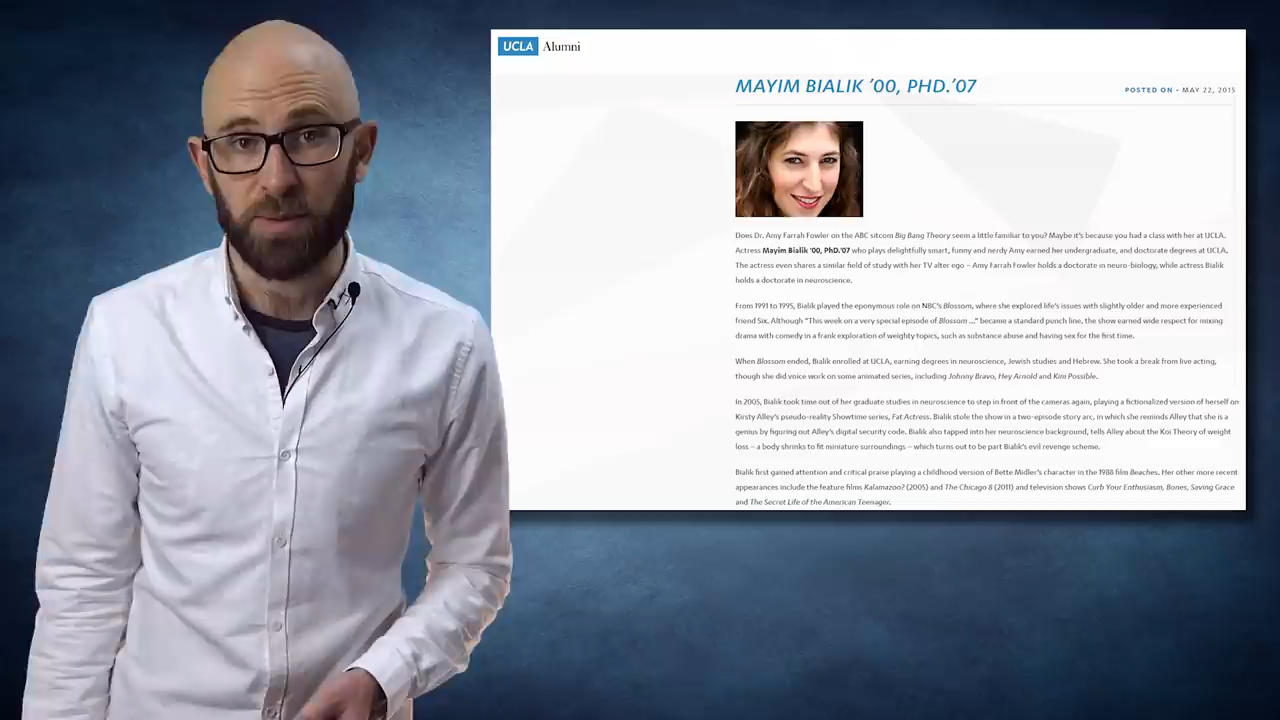 UCLA Alumni
MAYIM BIALIK '00, PHD.'07
POSTED ON - MAY 22, 2015
Does Dr. Amy Farrah Fowler on the ABC sitcom Big Bang Theory seem a little familiar to you? Maybe it's because you had a class with her at UCLA.
Actress Mayim Bialik '00, PhD.'07 who plays delightfully smart, funny and nerdy Amy earned her undergraduate, and doctorate degrees at UCLA.
The actress even shares a similar field of study with her TV alter ego – Amy Farrah Fowler holds a doctorate in neuro-biology, while actress Bialik
holds a doctorate in neuroscience.
From 1991 to 1995, Bialik played the eponymous role on NBC's Blossom, where she explored life's issues with slightly older and more experienced
friend Six. Although "This week on a very special episode of Blossom ..." became a standard punch line, the show earned wide respect for mixing
drama with comedy in a frank exploration of weighty topics, such as substance abuse and having sex for the first time.
When Blossom ended, Bialik enrolled at UCLA, earning degrees in neuroscience, Jewish studies and Hebrew. She took a break from live acting,
though she did voice work on some animated series, including Johnny Bravo, Hey Arnold and Kim Possible.
In 2005, Bialik took time out of her graduate studies in neuroscience to step in front of the cameras again, playing a fictionalized version of herself on
Kirsty Alley's pseudo-reality Showtime series, Fat Actress. Bialik stole the show in a two-episode story arc, in which she reminds Alley that she is a
genius by figuring out Alley's digital security code. Bialik also tapped into her neuroscience background, tells Alley about the Koi Theory of weight
loss – a body shrinks to fit miniature surroundings – which turns out to be part Bialik's evil revenge scheme.
Bialik first gained attention and critical praise playing a childhood version of Bette Midler's character in the 1988 film Beaches. Her other more recent
appearances include the feature films Kalamazoo? (2005) and The Chicago 8 (2011) and television shows Curb Your Enthusiasm, Bones, Saving Grace
and The Secret Life of the American Teenager.